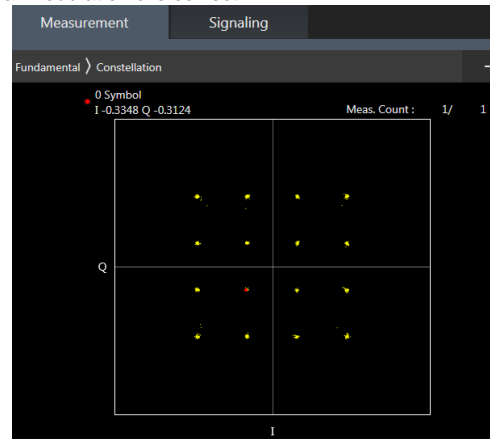 Measurement Signaling
Fundamental 〉 Constellation
0 Symbol
I -0.3348 Q -0.3124 Meas. Count : 1/ 1
Q
I